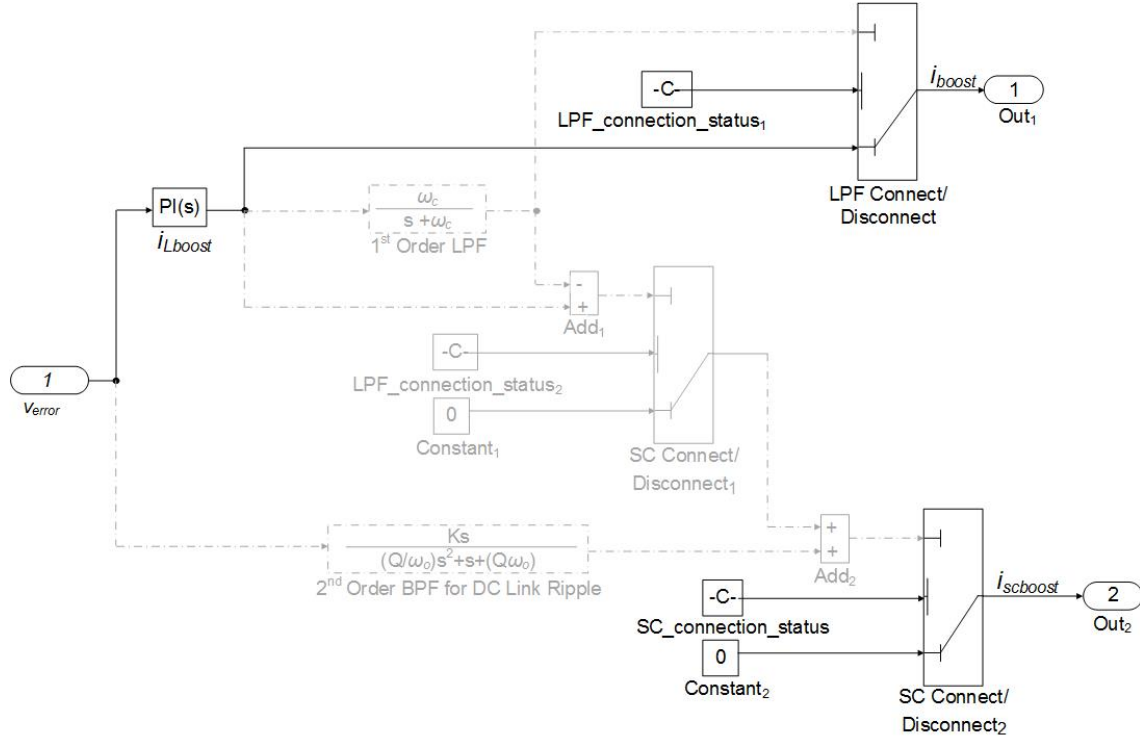 -C-
LPF_connection_status₁
i_boost
1
Out₁
LPF Connect/
Disconnect
PI(s)
i_Lboost
ω_c
s +ω_c
1st Order LPF
-
+
Add₁
-C-
LPF_connection_status₂
0
Constant₁
SC Connect/
Disconnect₁
1
v_error
Ks
(Q/ω_o)s²+s+(Qω_o)
2nd Order BPF for DC Link Ripple
+
+
Add₂
-C-
SC_connection_status
0
Constant₂
i_scboost
2
Out₂
SC Connect/
Disconnect₂